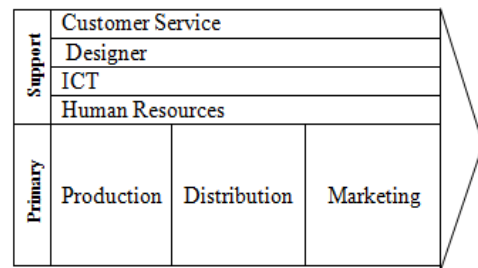 Support
Customer Service
Designer
ICT
Human Resources
Primary
Production
Distribution
Marketing